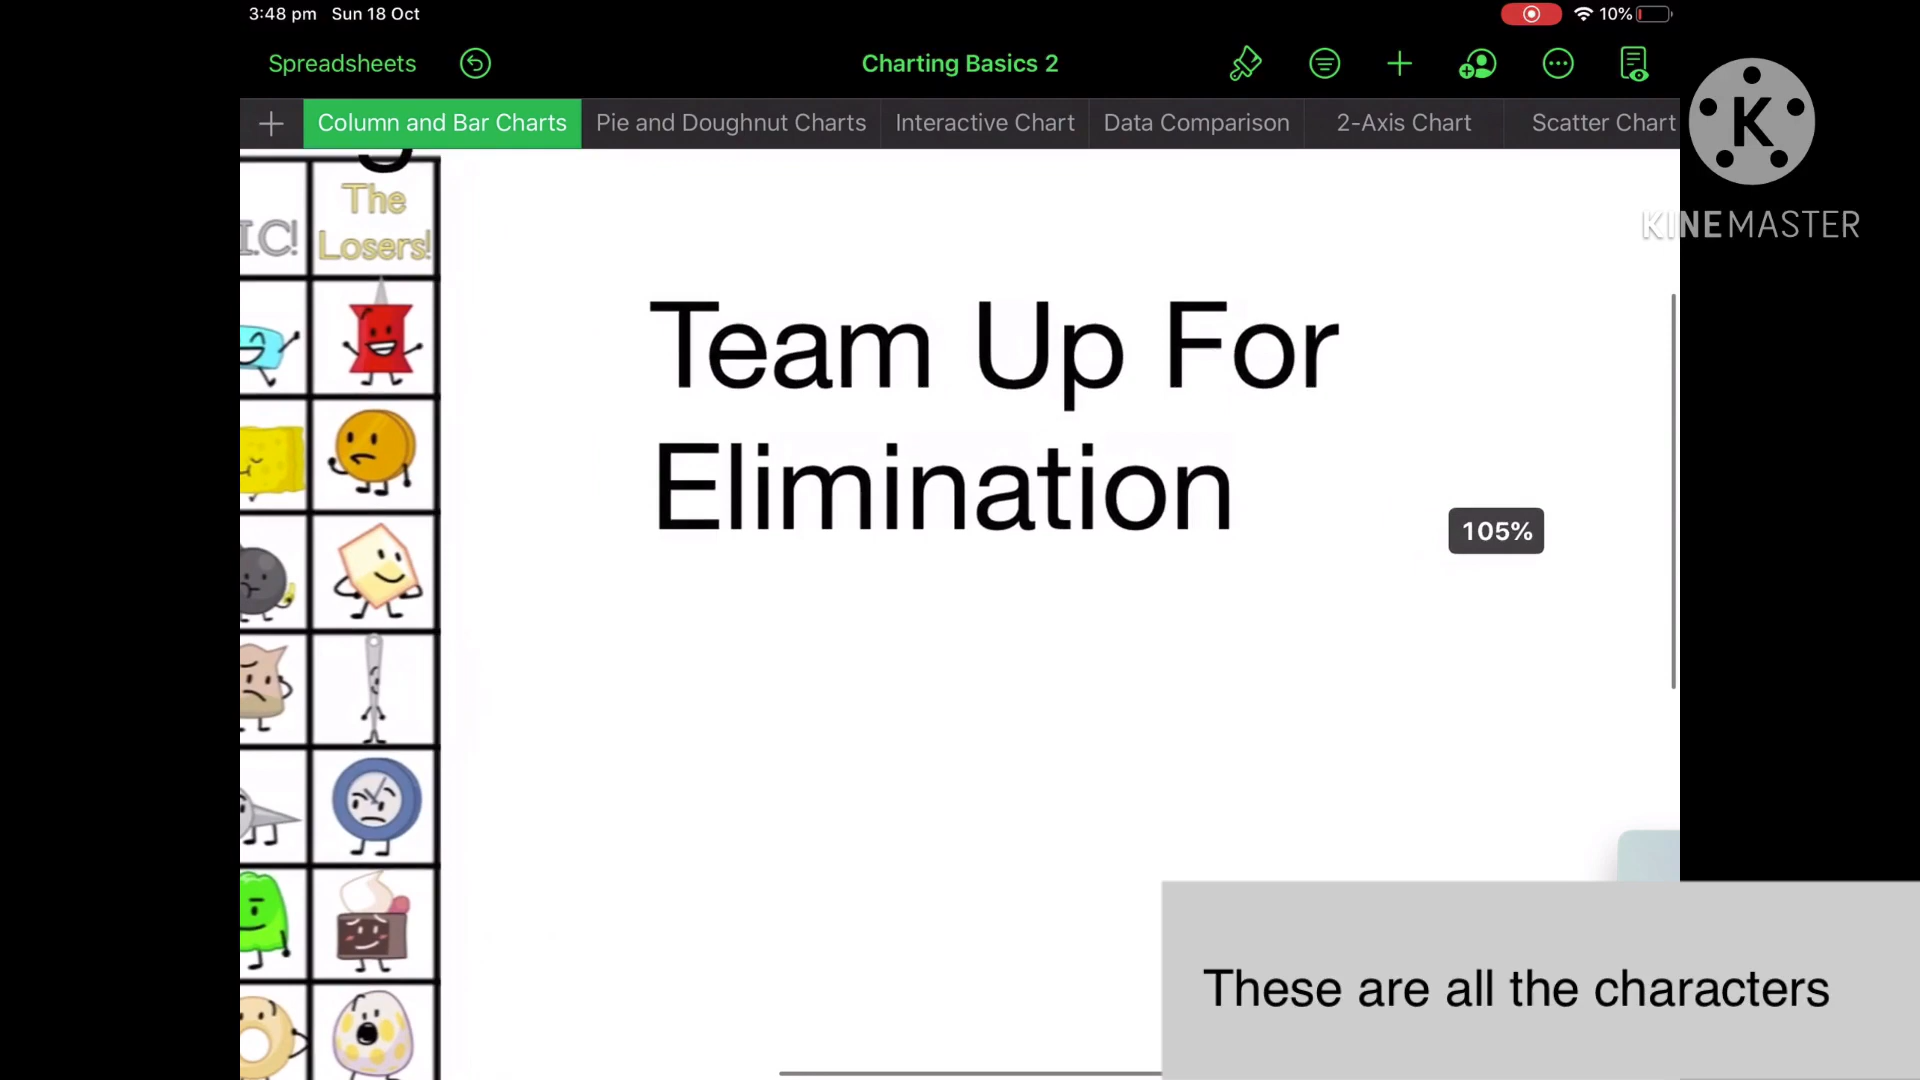 3:48 pm Sun 18 Oct
10%
Spreadsheets
Charting Basics 2
Column and Bar Charts
Pie and Doughnut Charts
Interactive Chart
Data Comparison
2-Axis Chart
Scatter Chart
K
KINEMASTER
I.C!
The
Losers!
Team Up For
Elimination
105%
These are all the characters